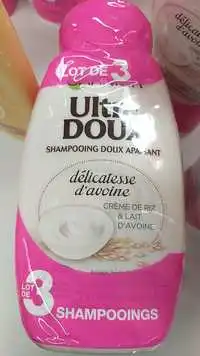 LOT DE 3
Ultra
DOUX
SHAMPOOING DOUX APAISANT
délicatesse
d'avoine
CRÈME DE RIZ
& LAIT
D'AVOINE
LOT
DE 3
SHAMPOOINGS